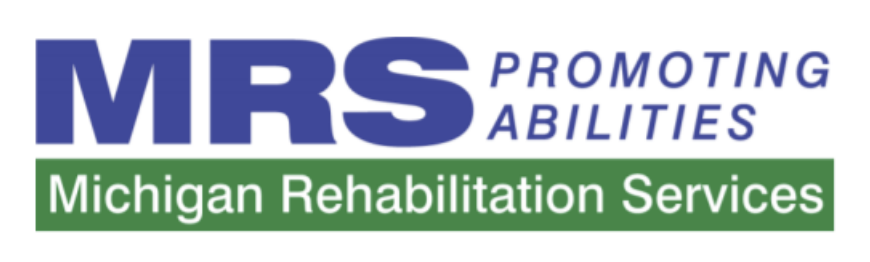 MRS PROMOTING
ABILITIES
Michigan Rehabilitation Services